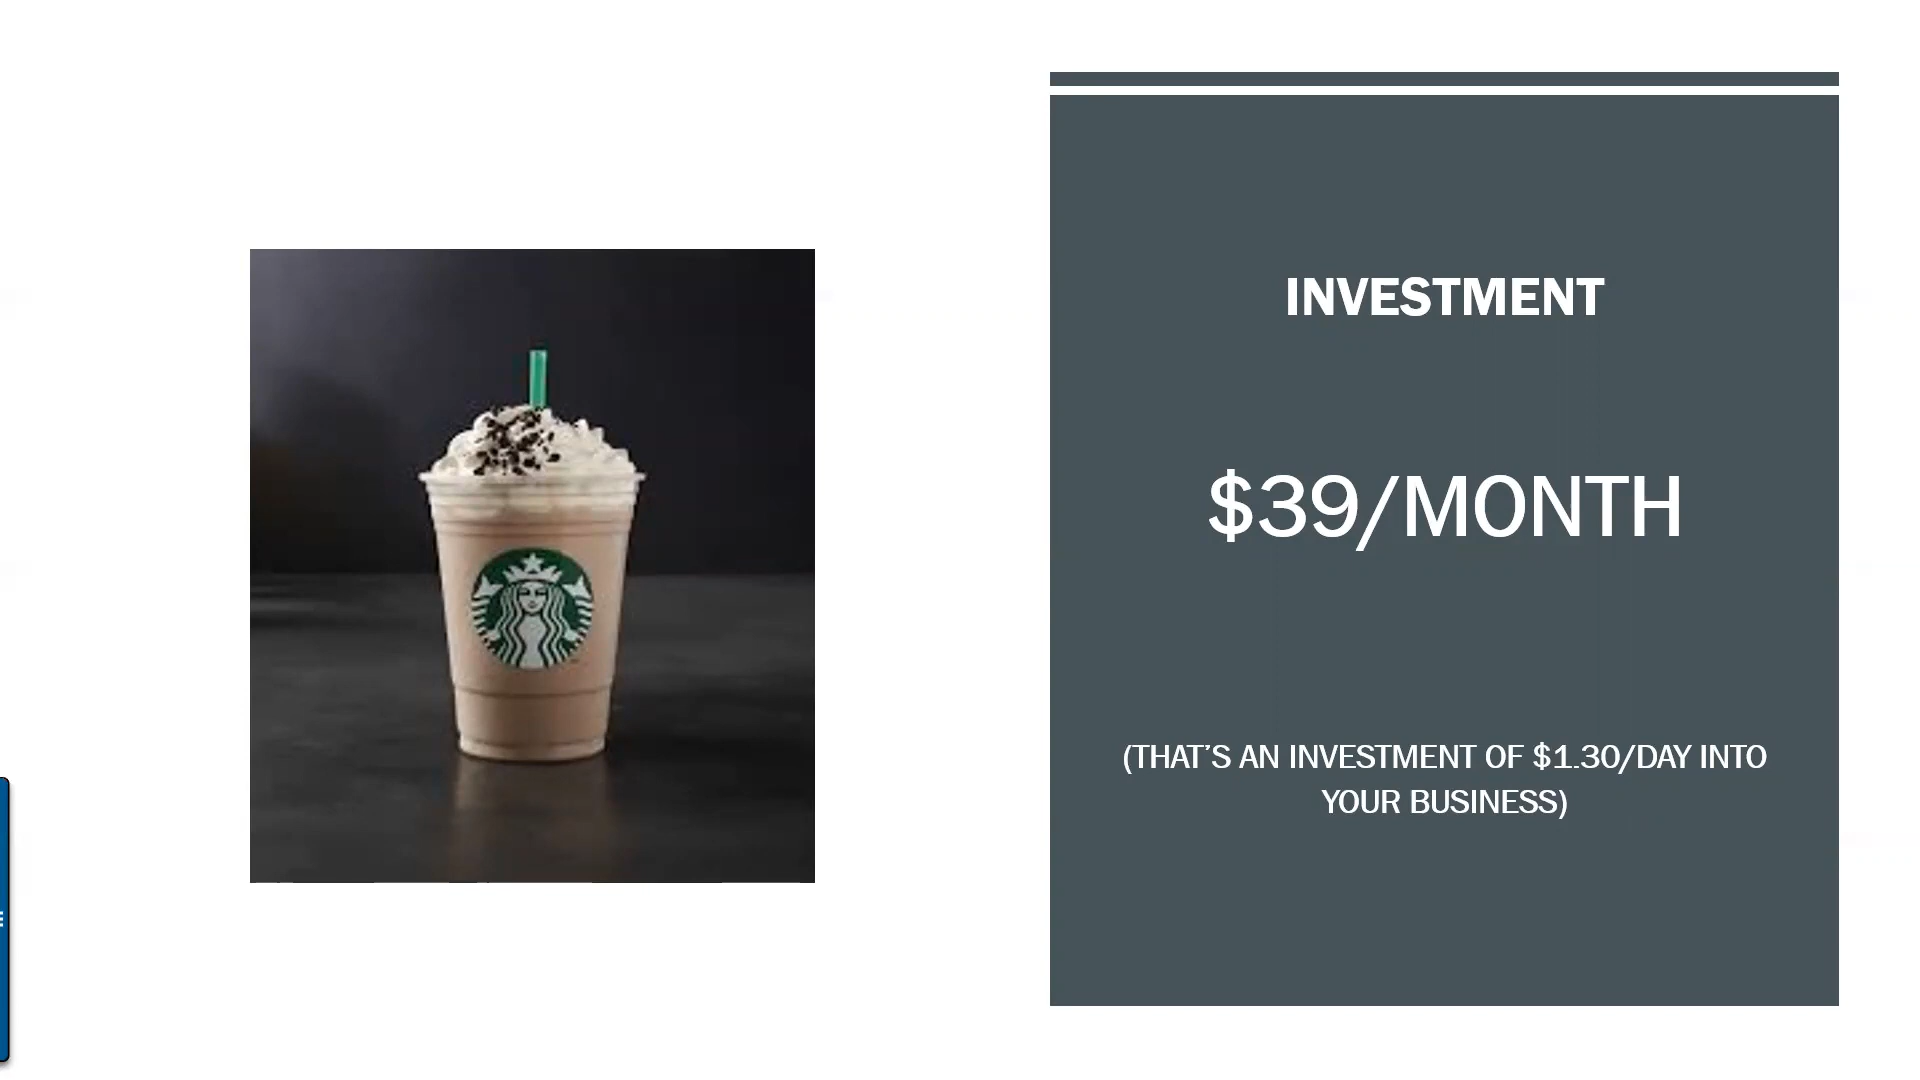 INVESTMENT
$39/MONTH
(THAT’S AN INVESTMENT OF $1.30/DAY INTO
YOUR BUSINESS)